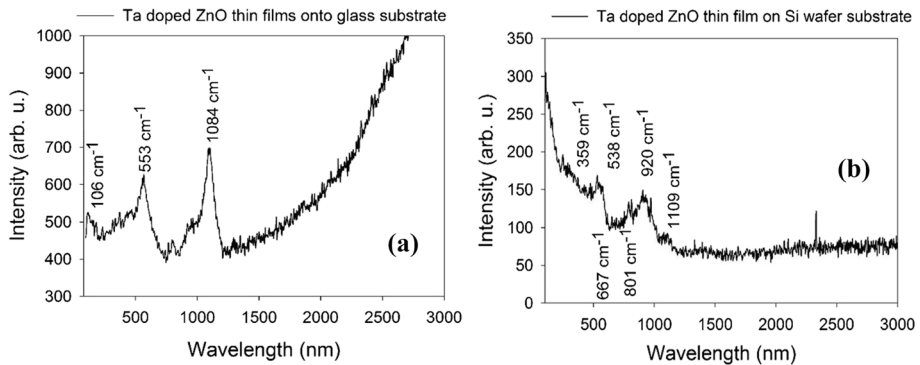 Ta doped ZnO thin films onto glass substrate
1000
900
800
700
600
500
400
300
Intensity (arb. u.)
106 cm-1
553 cm-1
1084 cm-1
(a)
500
1000
1500
2000
2500
3000
Wavelength (nm)
Ta doped ZnO thin film on Si wafer substrate
350
300
250
200
150
100
50
0
Intensity (arb. u.)
359 cm-1
538 cm-1
920 cm-1
1109 cm-1
667 cm-1
801 cm-1
(b)
500
1000
1500
2000
2500
3000
Wavelength (nm)